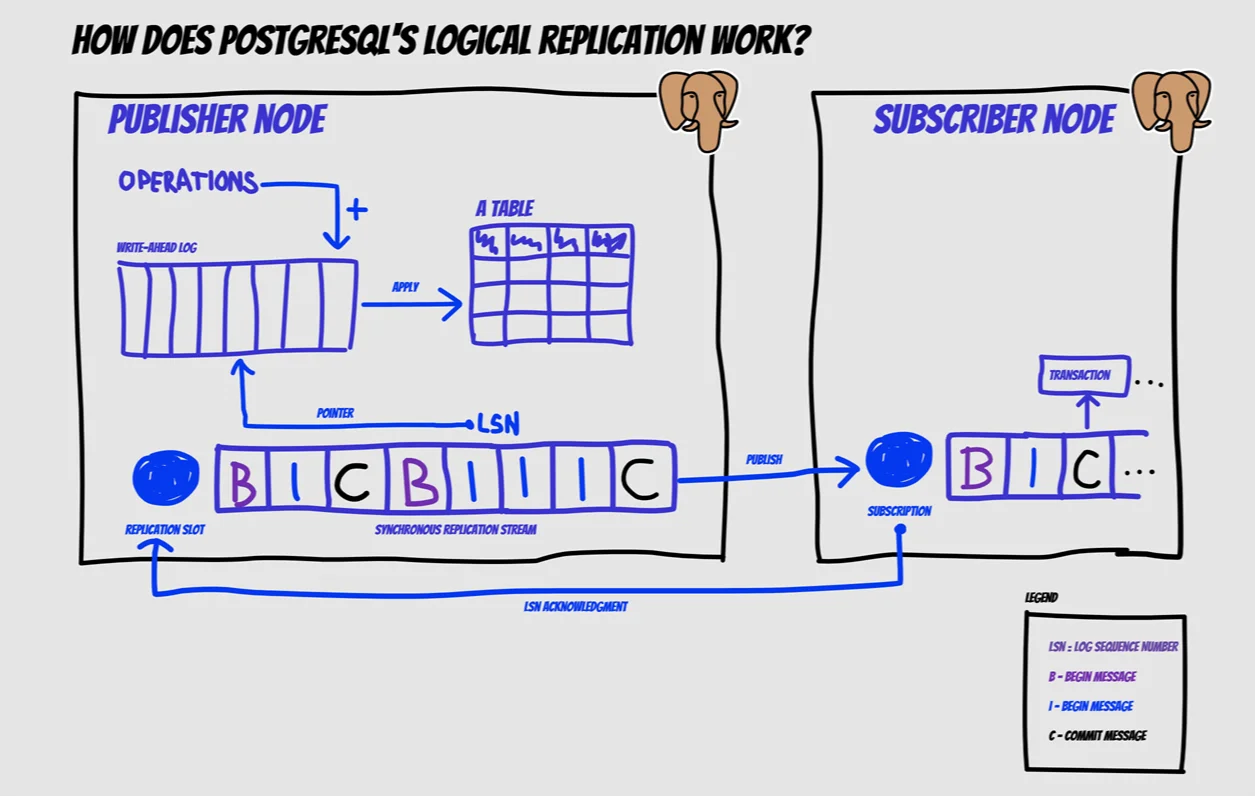 HOW DOES POSTGRESQL'S LOGICAL REPLICATION WORK?
PUBLISHER NODE
SUBSCRIBER NODE
OPERATIONS
+
A TABLE
WRITE-AHEAD LOG
APPLY
TRANSACTION ...
POINTER
LSN
B I C B I I I C
PUBLISH
B I C ...
REPLICATION SLOT
SYNCHRONOUS REPLICATION STREAM
SUBSCRIPTION
LSN ACKNOWLEDGMENT
LEGEND
LSN = LOG SEQUENCE NUMBER
B - BEGIN MESSAGE
I - BEGIN MESSAGE
C - COMMIT MESSAGE